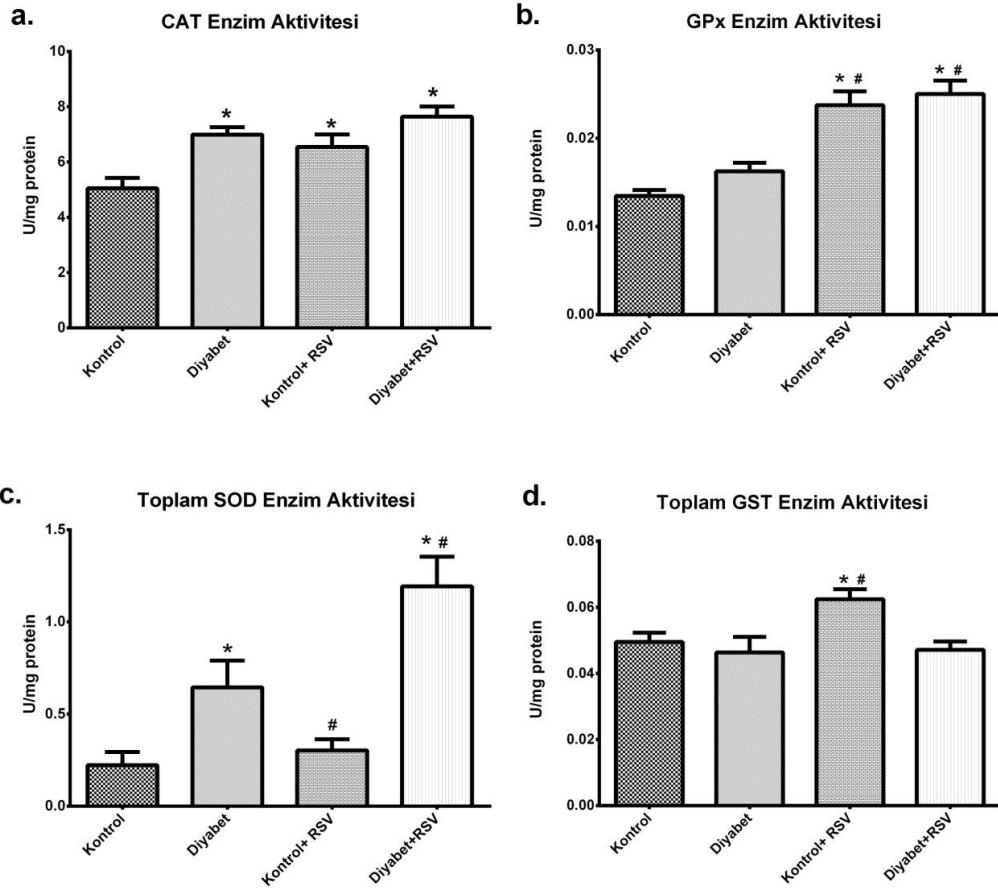 a.
CAT Enzim Aktivitesi
U/mg protein
10
8
6
4
2
0
*
*
*
Kontrol
Diyabet
Kontrol+ RSV
Diyabet+RSV
b.
GPx Enzim Aktivitesi
U/mg protein
0.03
0.02
0.01
0.00
* #
* #
Kontrol
Diyabet
Kontrol+ RSV
Diyabet+RSV
c.
Toplam SOD Enzim Aktivitesi
U/mg protein
1.5
1.0
0.5
0.0
*
#
* #
Kontrol
Diyabet
Kontrol+ RSV
Diyabet+RSV
d.
Toplam GST Enzim Aktivitesi
U/mg protein
0.08
0.06
0.04
0.02
0.00
* #
Kontrol
Diyabet
Kontrol+ RSV
Diyabet+RSV